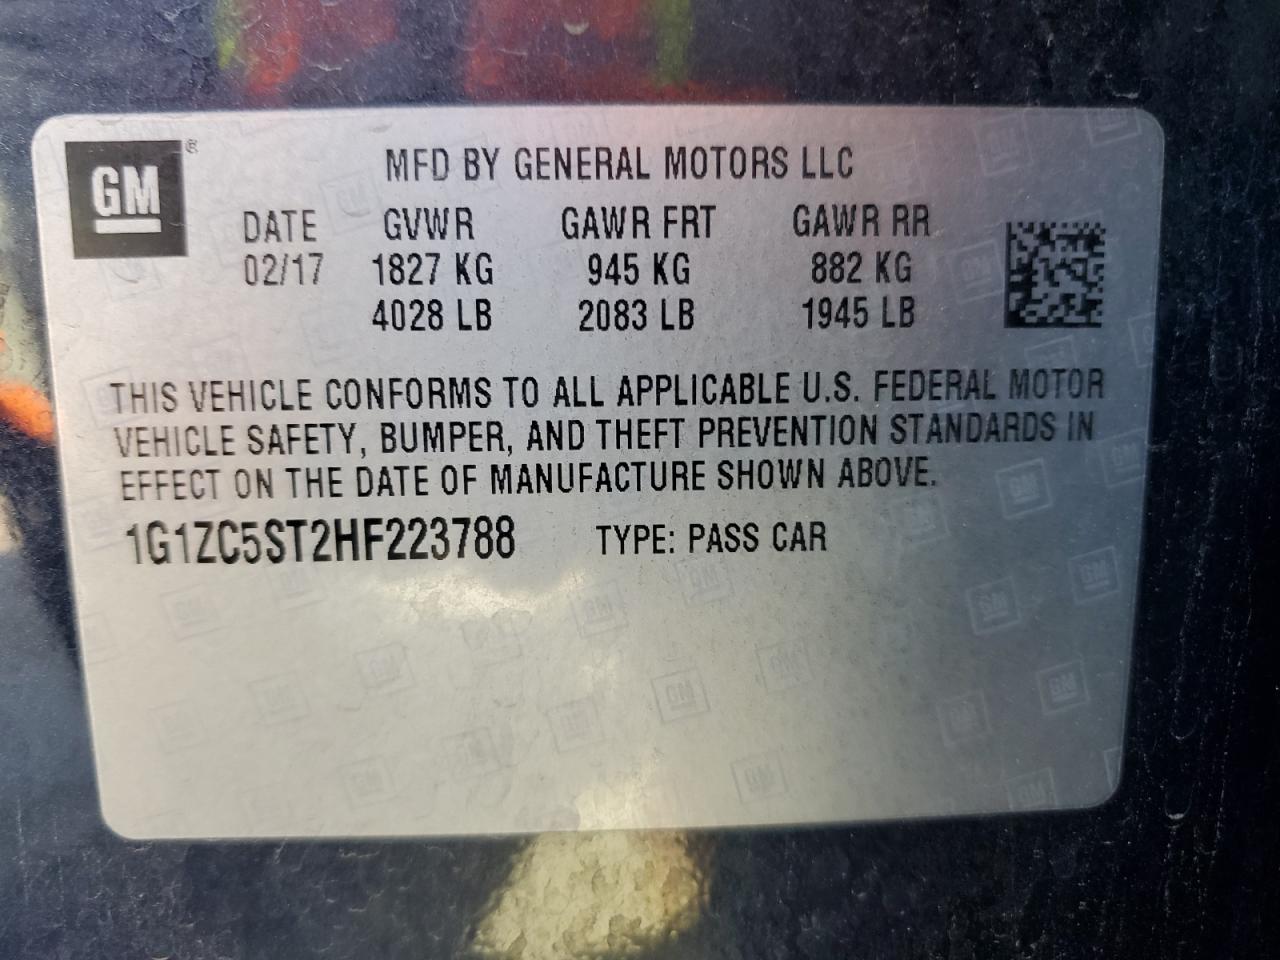 GM ®
MFD BY GENERAL MOTORS LLC
DATE GVWR GAWR FRT GAWR RR
02/17 1827 KG 945 KG 882 KG
4028 LB 2083 LB 1945 LB
THIS VEHICLE CONFORMS TO ALL APPLICABLE U.S. FEDERAL MOTOR
VEHICLE SAFETY, BUMPER, AND THEFT PREVENTION STANDARDS IN
EFFECT ON THE DATE OF MANUFACTURE SHOWN ABOVE.
1G1ZC5ST2HF223788 TYPE: PASS CAR